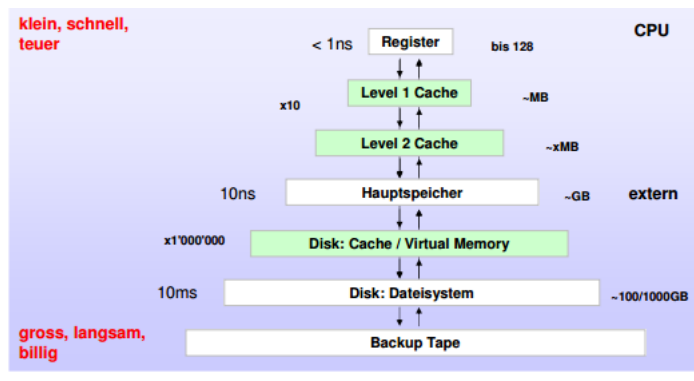 klein, schnell,
teuer
< 1ns
Register
bis 128
CPU
Level 1 Cache
~MB
x10
Level 2 Cache
~xMB
10ns
Hauptspeicher
~GB
extern
x1'000'000
Disk: Cache / Virtual Memory
10ms
Disk: Dateisystem
~100/1000GB
gross, langsam,
billig
Backup Tape